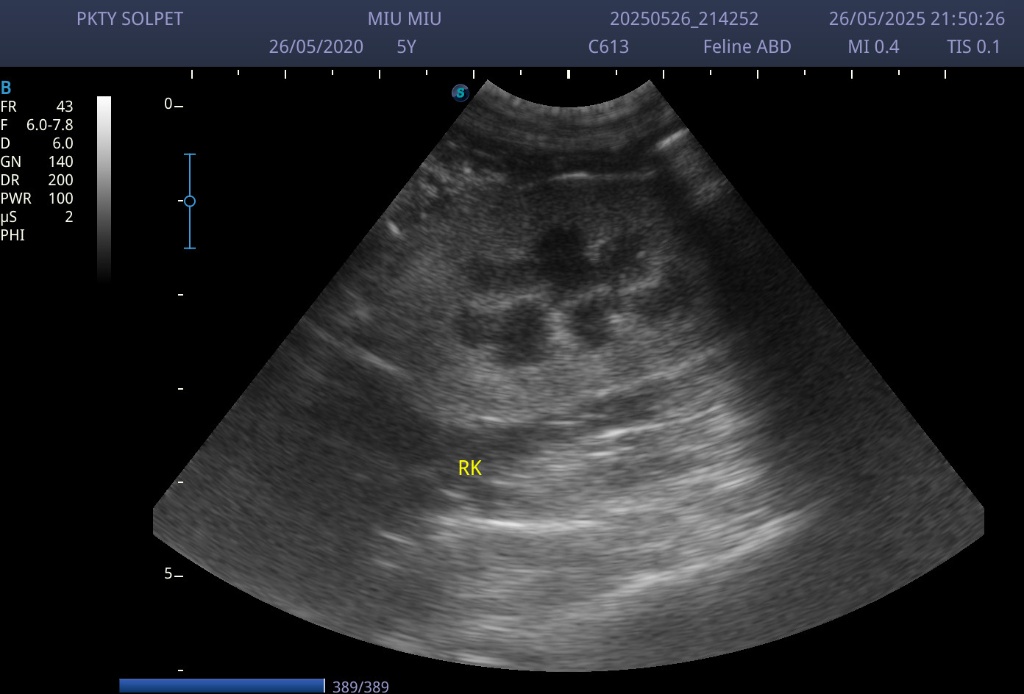 PKTY SOLPET MIU MIU 20250526_214252 26/05/2025 21:50:26
26/05/2020 5Y C613 Feline ABD MI 0.4 TIS 0.1
B
FR 43
F 6.0-7.8
D 6.0
GN 140
DR 200
PWR 100
µS 2
PHI
S
0
RK
5
389/389